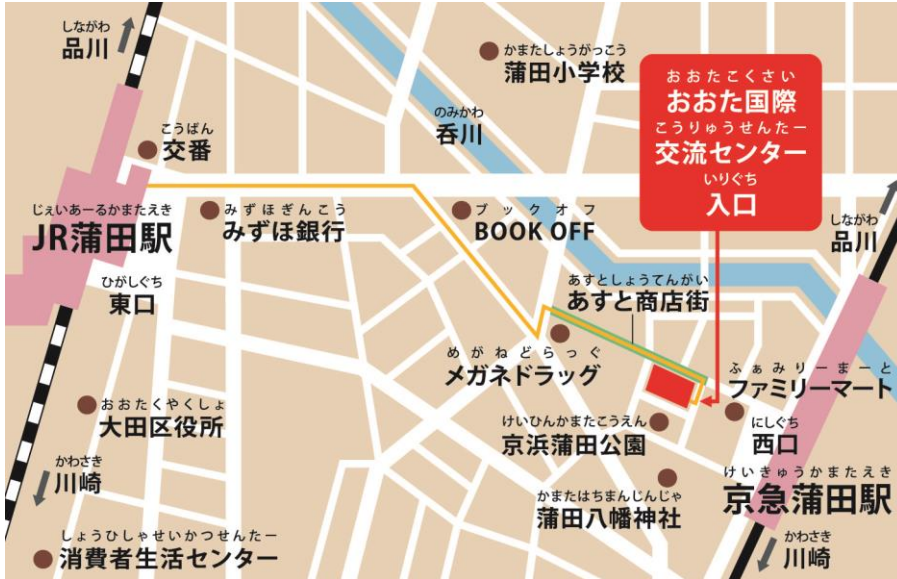 しながわ
品川
かまたしょうがっこう
蒲田小学校
おおたこくさい
おおた国際
こうりゅうせんたー
交流センター
いりぐち
入口
のみかわ
呑川
こうばん
交番
じぇいあーるかまたえき
JR蒲田駅
みずほぎんこう
みずほ銀行
ブックオフ
BOOK OFF
しながわ
品川
ひがしぐち
東口
あすとしょうてんがい
あすと商店街
めがねどらっぐ
メガネドラッグ
ふぁみりーまーと
ファミリーマート
おおたくやくしょ
大田区役所
けいひんかまたこうえん
京浜蒲田公園
にしぐち
西口
かわさき
川崎
けいきゅうかまたえき
京急蒲田駅
かまたはちまんじんじゃ
蒲田八幡神社
しょうひしゃせいかつせんたー
消費者生活センター
かわさき
川崎